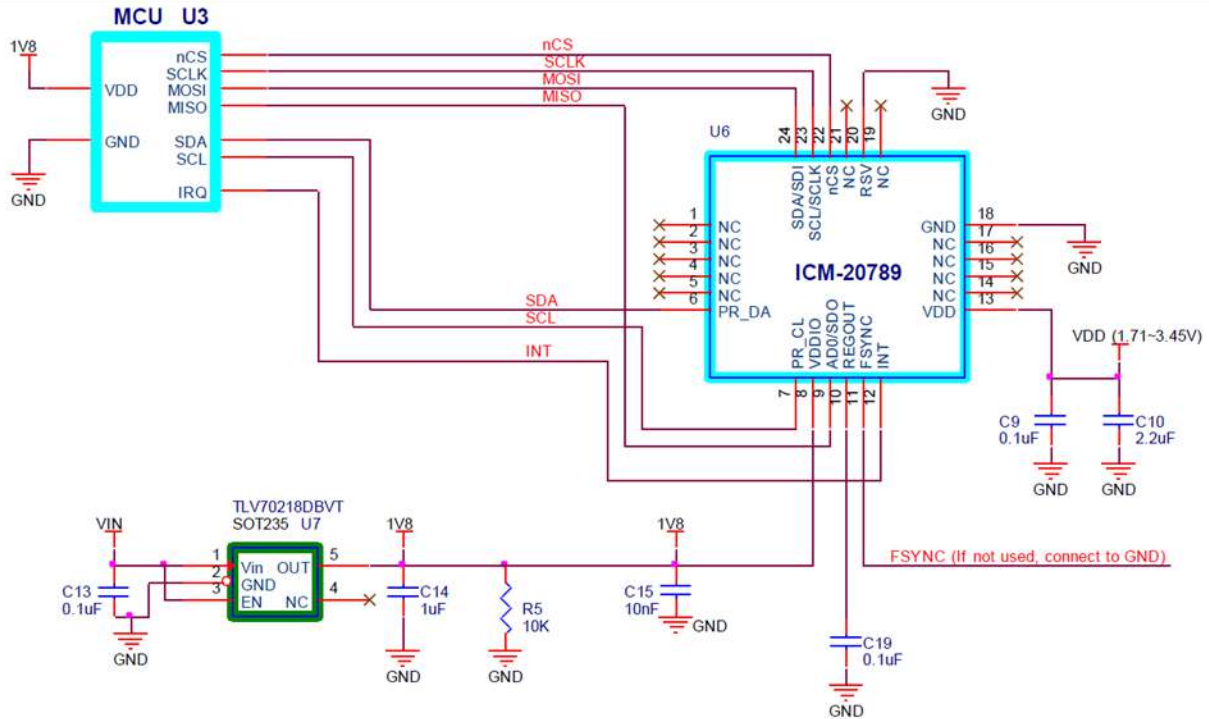 MCU U3
1V8
VDD
GND
GND
nCS
SCLK
MOSI
MISO
SDA
SCL
IRQ
nCS
SCLK
MOSI
MISO
SDA
SCL
INT
GND
U6
24
23
22
21
20
19
SDA/SDI
SCL/SCLK
nCS
NC
RSV
NC
1
2
3
4
5
6
NC
NC
NC
NC
NC
PR_DA
ICM-20789
18
17
16
15
14
13
GND
NC
NC
NC
NC
VDD
GND
PR_CL
VDDIO
AD0/SDO
REGOUT
FSYNC
INT
7
8
9
10
11
12
VDD (1.71~3.45V)
C9
0.1uF
GND
C10
2.2uF
GND
TLV70218DBVT
SOT235 U7
VIN
C13
0.1uF
GND
1
2
3
Vin
GND
EN
OUT
NC
5
4
1V8
C14
1uF
GND
R5
10K
GND
1V8
C15
10nF
GND
FSYNC (If not used, connect to GND)
C19
0.1uF
GND